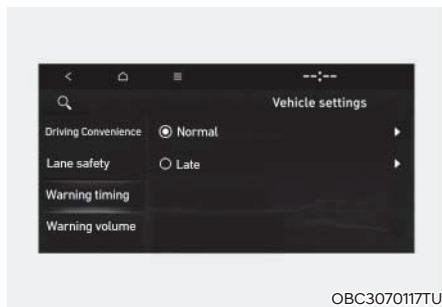 --:--
Vehicle settings
Driving Convenience
Normal
Lane safety
Late
Warning timing
Warning volume
OBC3070117TU